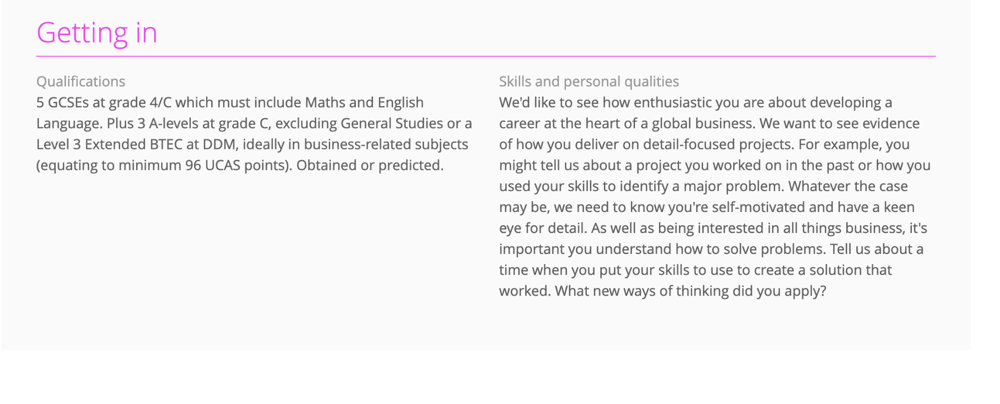 Getting in
Qualifications
5 GCSEs at grade 4/C which must include Maths and English
Language. Plus 3 A-levels at grade C, excluding General Studies or a
Level 3 Extended BTEC at DDM, ideally in business-related subjects
(equating to minimum 96 UCAS points). Obtained or predicted.
Skills and personal qualities
We'd like to see how enthusiastic you are about developing a
career at the heart of a global business. We want to see evidence
of how you deliver on detail-focused projects. For example, you
might tell us about a project you worked on in the past or how you
used your skills to identify a major problem. Whatever the case
may be, we need to know you're self-motivated and have a keen
eye for detail. As well as being interested in all things business, it's
important you understand how to solve problems. Tell us about a
time when you put your skills to use to create a solution that
worked. What new ways of thinking did you apply?